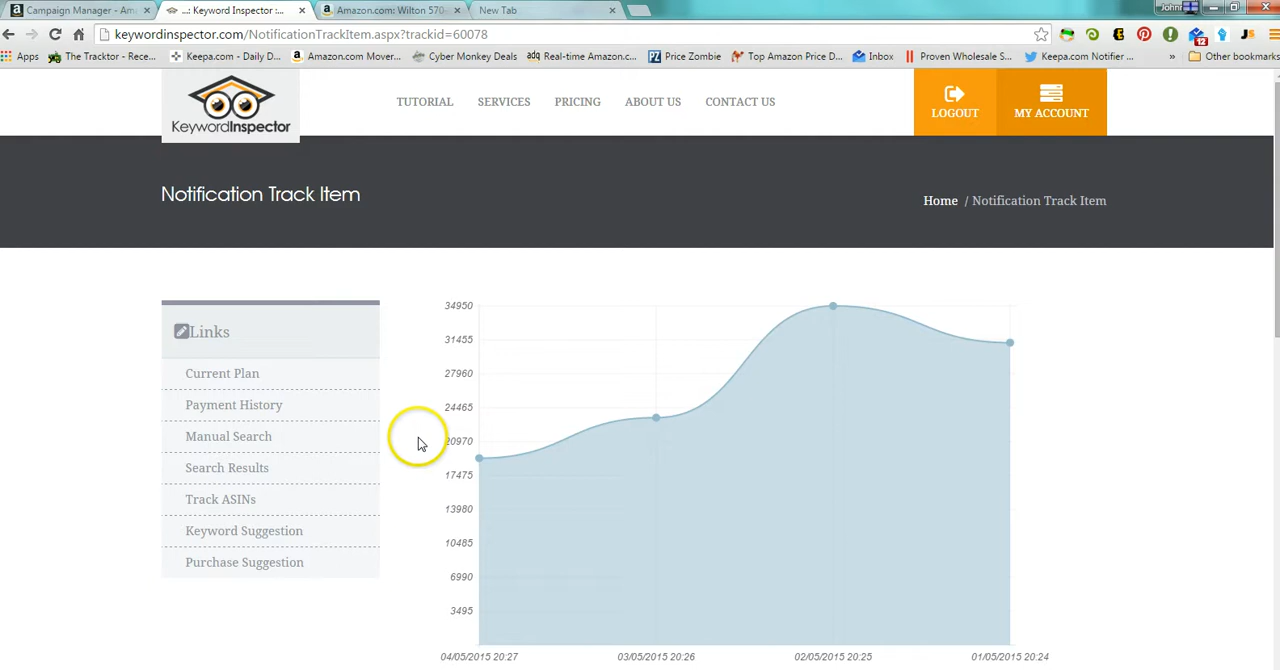 Campaign Manager - Ama
..: Keyword Inspector :...
Amazon.com: Wilton 570-
New Tab
keywordinspector.com/NotificationTrackItem.aspx?trackid=60078
Apps
The Tracktor - Rece...
Keepa.com - Daily D...
Amazon.com Mover...
Cyber Monkey Deals
Real-time Amazon.c...
Price Zombie
Top Amazon Price D...
Inbox
Proven Wholesale S...
Keepa.com Notifier ...
»
Other bookmarks
12
KeywordInspector
TUTORIAL
SERVICES
PRICING
ABOUT US
CONTACT US
LOGOUT
MY ACCOUNT
Notification Track Item
Home / Notification Track Item
Links
Current Plan
Payment History
Manual Search
Search Results
Track ASINs
Keyword Suggestion
Purchase Suggestion
34950
31455
27960
24465
20970
17475
13980
10485
6990
3495
04/05/2015 20:27
03/05/2015 20:26
02/05/2015 20:25
01/05/2015 20:24